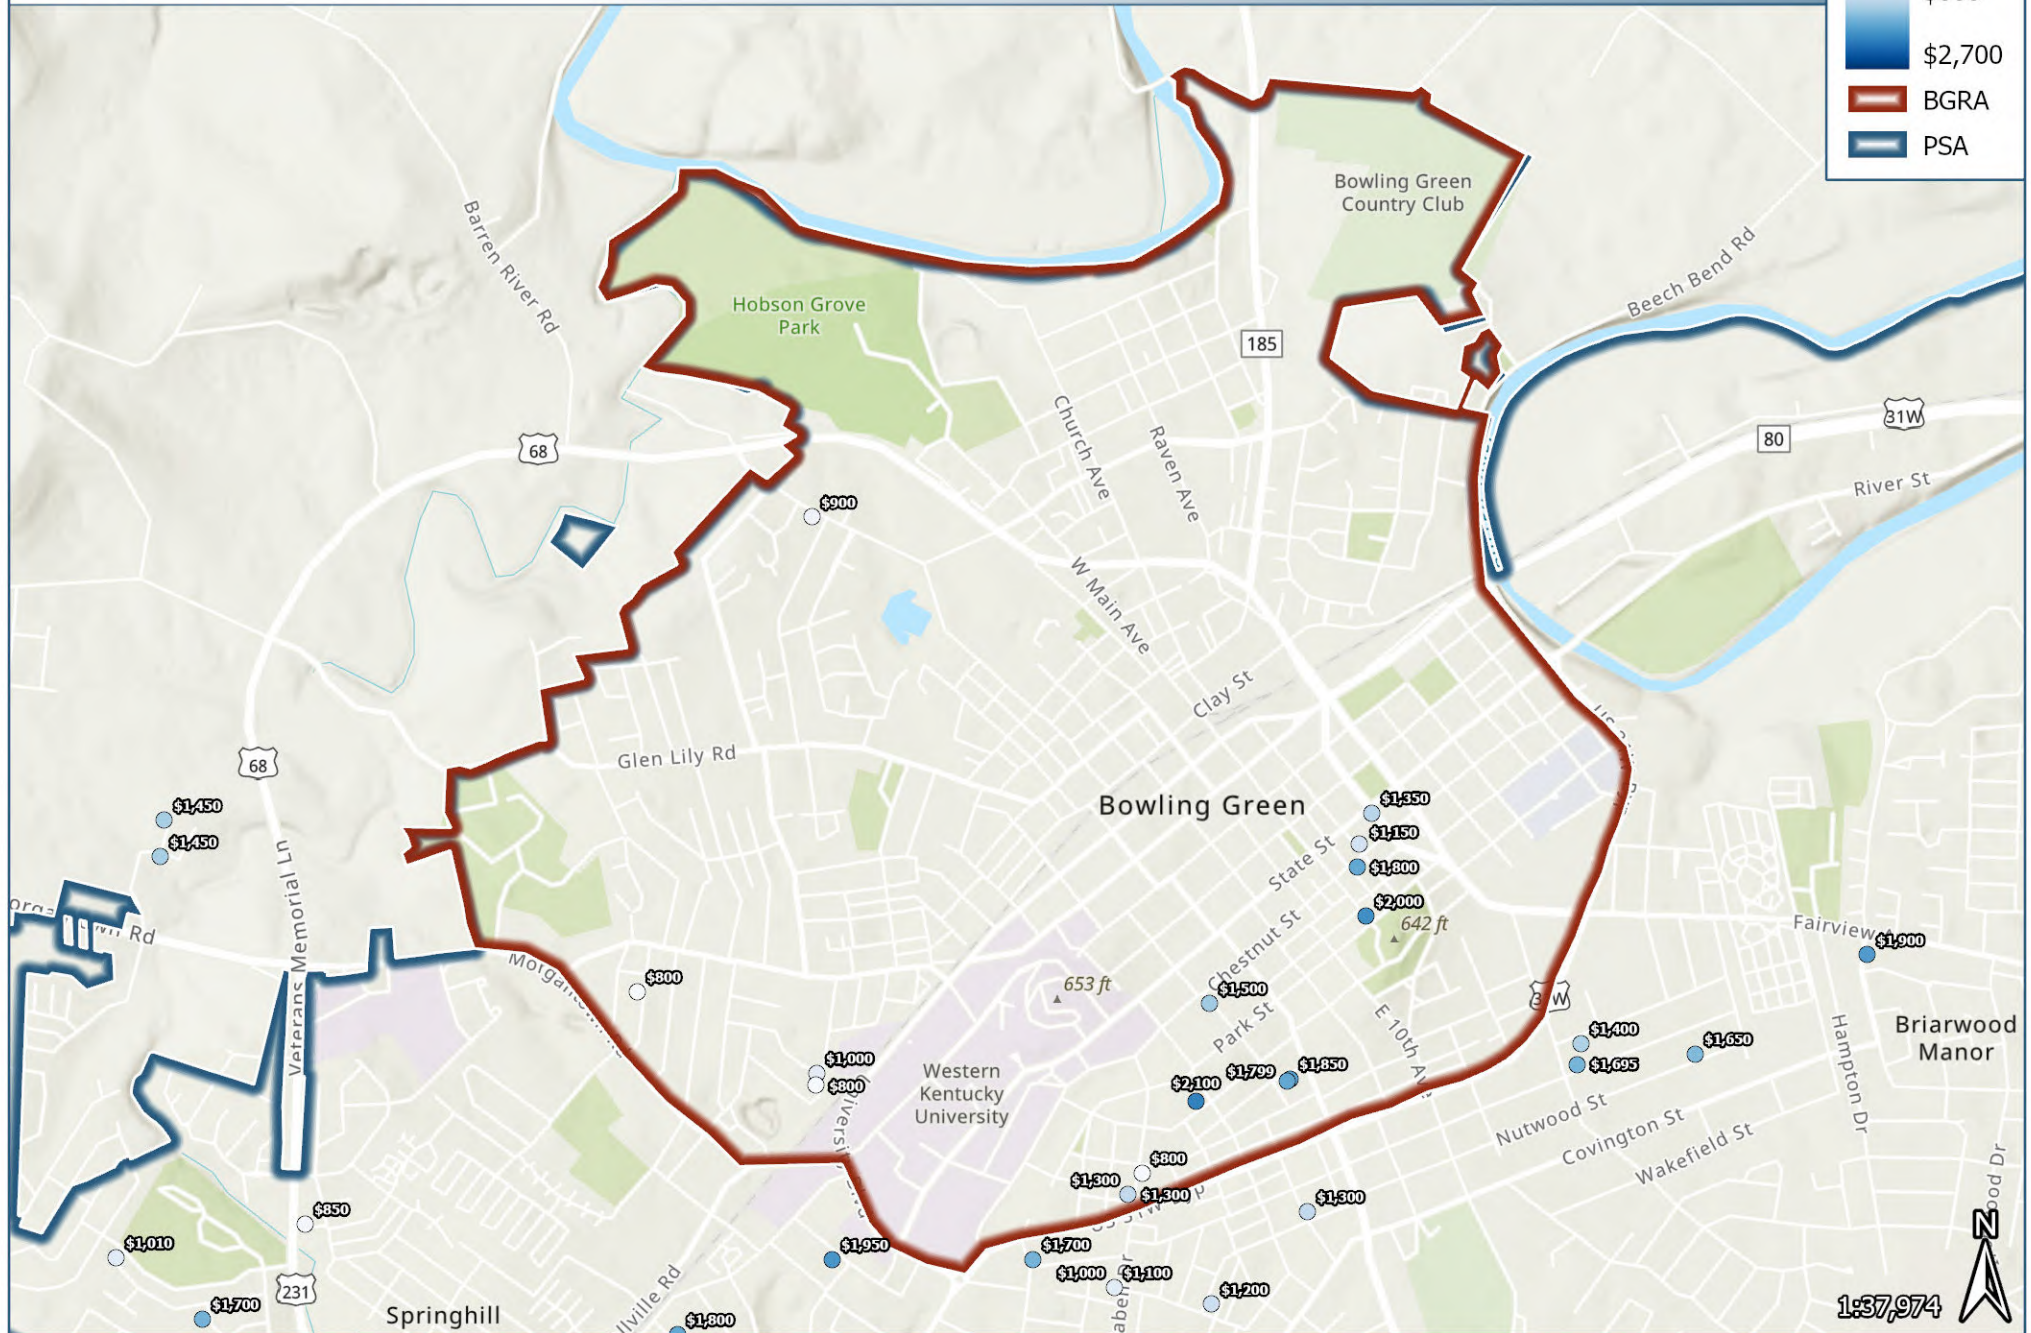 $2,700
BGRA
PSA
Bowling Green
Country Club
Barren River Rd
Beech Bend Rd
Hobson Grove
Park
185
31W
80
68
River St
Church Ave
Raven Ave
$900
W Main Ave
Clay St
Glen Lily Rd
68
Bowling Green
$1,450
$1,450
$1,350
$1,150
$1,800
$2,000
State St
642 ft
Veterans Memorial Ln
Chestnut St
Fairview
$1,900
$800
653 ft
$1,500
Park St
E 10th Ave
$1,400
$1,695
$1,650
Briarwood
Manor
Hampton Dr
$1,000
$800
Western
Kentucky
University
$1,799
$1,850
$2,100
Nutwood St
Covington St
Wakefield St
$800
$1,300
$1,300
$1,300
$850
$1,010
$1,950
$1,700
$1,000
$1,100
$1,200
231
$1,700
Springhill
$1,800
N
1:37,974